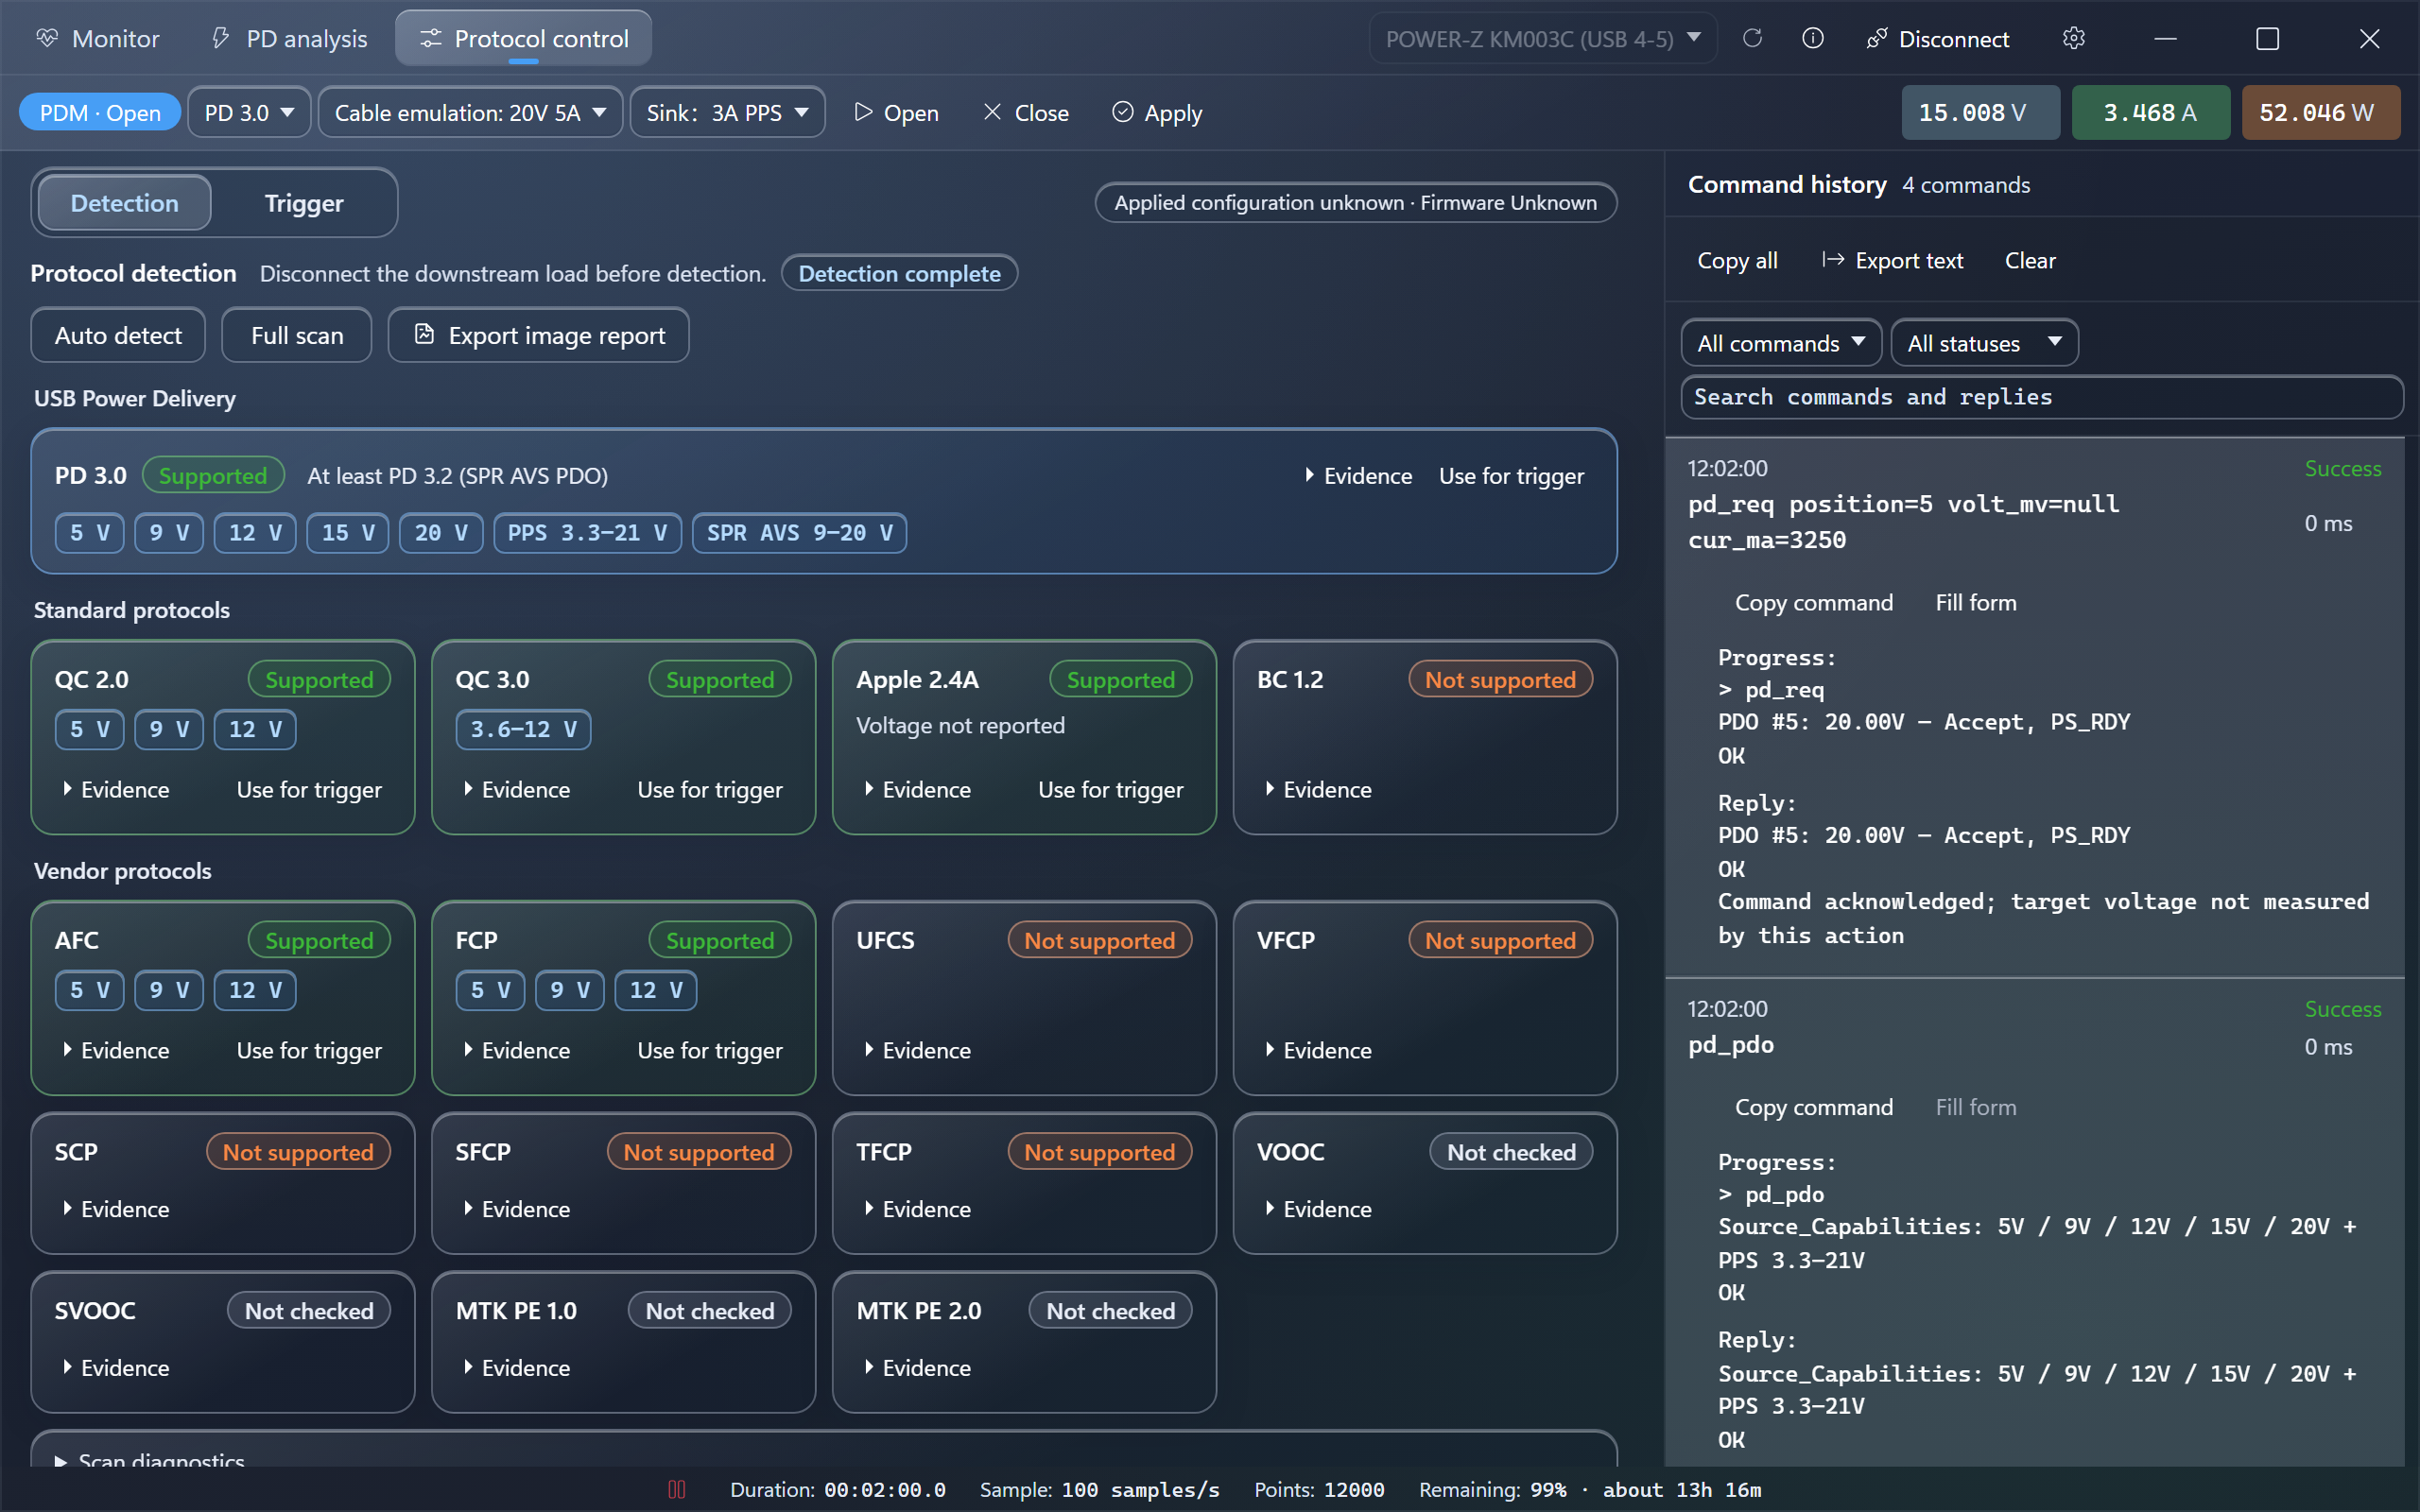 Monitor
PD analysis
Protocol control
POWER-Z KM003C (USB 4-5)
Disconnect
PDM · Open
PD 3.0
Cable emulation: 20V 5A
Sink: 3A PPS
Open
Close
Apply
15.008 V
3.468 A
52.046 W
Detection
Trigger
Applied configuration unknown · Firmware Unknown
Protocol detection
Disconnect the downstream load before detection.
Detection complete
Auto detect
Full scan
Export image report
USB Power Delivery
PD 3.0
Supported
At least PD 3.2 (SPR AVS PDO)
Evidence
Use for trigger
5 V
9 V
12 V
15 V
20 V
PPS 3.3–21 V
SPR AVS 9–20 V
Standard protocols
QC 2.0
Supported
5 V
9 V
12 V
Evidence
Use for trigger
QC 3.0
Supported
3.6–12 V
Evidence
Use for trigger
Apple 2.4A
Supported
Voltage not reported
Evidence
Use for trigger
BC 1.2
Not supported
Evidence
Vendor protocols
AFC
Supported
5 V
9 V
12 V
Evidence
Use for trigger
FCP
Supported
5 V
9 V
12 V
Evidence
Use for trigger
UFCS
Not supported
Evidence
VFCP
Not supported
Evidence
SCP
Not supported
Evidence
SFCP
Not supported
Evidence
TFCP
Not supported
Evidence
VOOC
Not checked
Evidence
SVOOC
Not checked
Evidence
MTK PE 1.0
Not checked
Evidence
MTK PE 2.0
Not checked
Evidence
Scan diagnostics
Command history
4 commands
Copy all
Export text
Clear
All commands
All statuses
Search commands and replies
12:02:00
Success
pd_req position=5 volt_mv=null
cur_ma=3250
0 ms
Copy command
Fill form
Progress:
> pd_req
PDO #5: 20.00V — Accept, PS_RDY
OK
Reply:
PDO #5: 20.00V — Accept, PS_RDY
OK
Command acknowledged; target voltage not measured
by this action
12:02:00
Success
pd_pdo
0 ms
Copy command
Fill form
Progress:
> pd_pdo
Source_Capabilities: 5V / 9V / 12V / 15V / 20V +
PPS 3.3–21V
OK
Reply:
Source_Capabilities: 5V / 9V / 12V / 15V / 20V +
PPS 3.3–21V
OK
Duration: 00:02:00.0
Sample: 100 samples/s
Points: 12000
Remaining: 99% · about 13h 16m